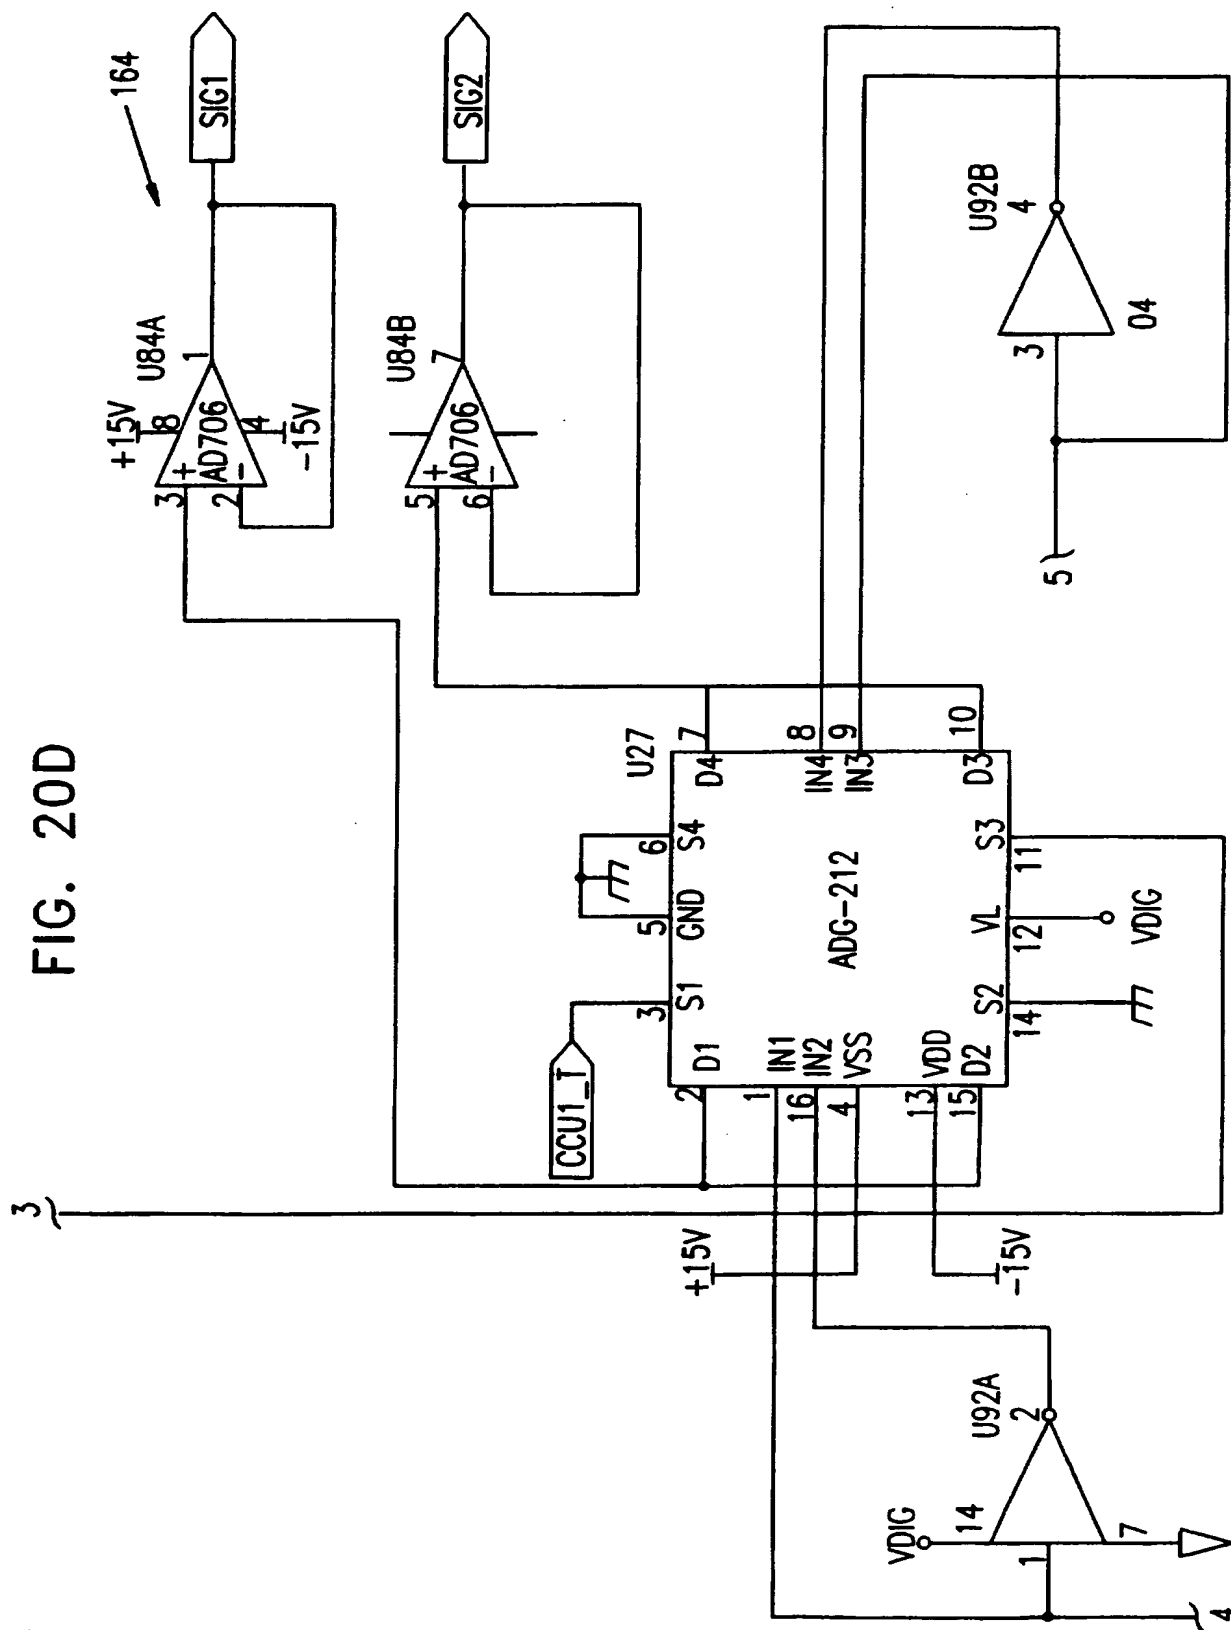 FIG. 20D
3
164
SIG1
+15V
U84A
8
3
+
AD706
1
2
-
4
-15V
SIG2
U84B
5
+
AD706
7
6
-
CCU1_T
U27
3
5
6
S1
GND
S4
2
D1
D4
7
1
IN1
16
IN2
4
VSS
ADG-212
IN4
8
IN3
9
13
VDD
15
D2
D3
10
S2
VL
S3
14
12
11
VDIG
+15V
-15V
U92A
VDIG
14
1
2
7
4
U92B
5
3
4
04